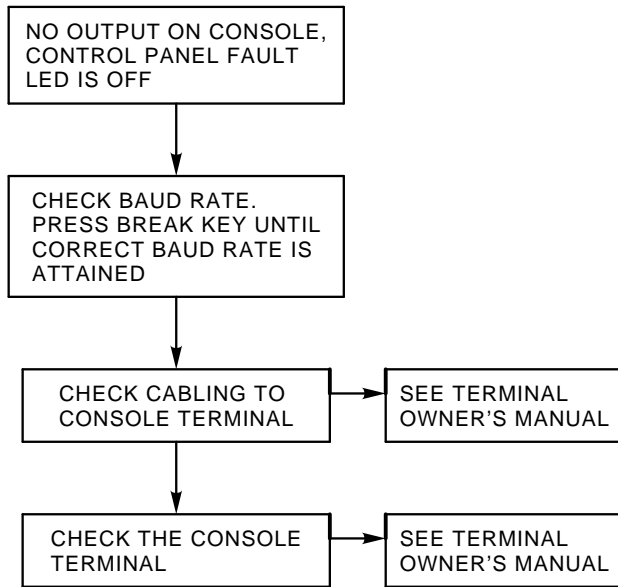 NO OUTPUT ON CONSOLE,
CONTROL PANEL FAULT
LED IS OFF
CHECK BAUD RATE.
PRESS BREAK KEY UNTIL
CORRECT BAUD RATE IS
ATTAINED
CHECK CABLING TO
CONSOLE TERMINAL
SEE TERMINAL
OWNER'S MANUAL
CHECK THE CONSOLE
TERMINAL
SEE TERMINAL
OWNER'S MANUAL